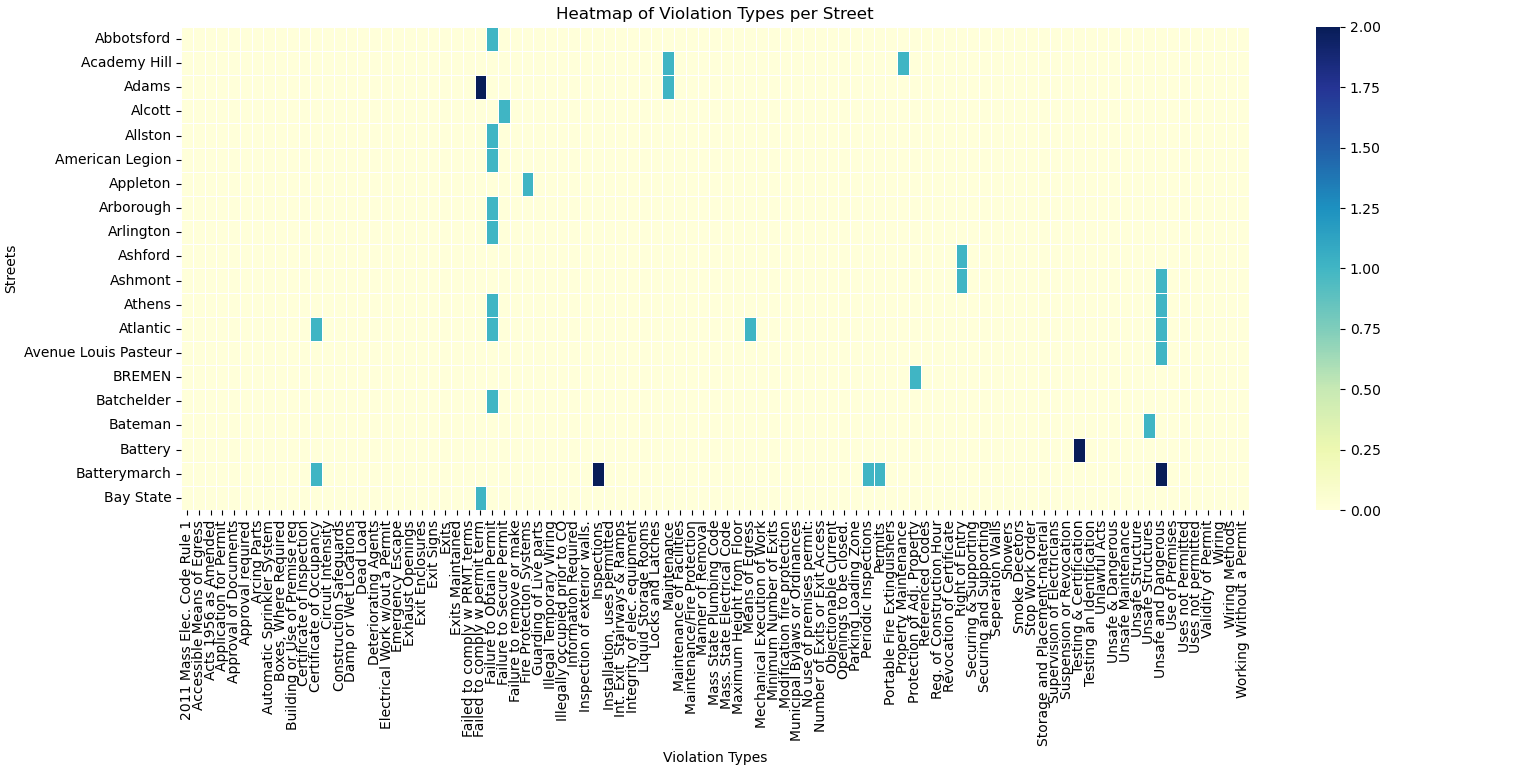 Heatmap of Violation Types per Street
Streets
Abbotsford
Academy Hill
Adams
Alcott
Allston
American Legion
Appleton
Arborough
Arlington
Ashford
Ashmont
Athens
Atlantic
Avenue Louis Pasteur
BREMEN
Batchelder
Bateman
Battery
Batterymarch
Bay State
2011 Mass Elec. Code Rule 1
Accessible Means of Egress
Acts 1956 as Amended
Application for Permit
Approval of Documents
Approval required
Arcing Parts
Automatic Sprinkler System
Boxes Where Required
Building or Use of Premise req
Certificate of Inspection
Certificate of Occupancy
Circuit Intensity
Construction Safeguards
Damp or Wet Locations
Dead Load
Deteriorating Agents
Electrical Work w/out a Permit
Emergency Escape
Exhaust Openings
Exit Enclosures
Exit Signs
Exits
Exits Maintained
Failed to comply w PRMIT terms
Failed to comply w permit term
Failure to Obtain Permit
Failure to Secure Permit
Failure to remove or make
Fire Protection Systems
Guarding of Live parts
Illegal Temporary Wiring
Illegally occupied prior to CO
Information Required
Inspection of exterior walls.
Inspections
Installation, uses permitted
Int. Exit. Stairways & Ramps
Integrity of elec.equipment
Liquid Storage Rooms
Locks and Latches
Maintenance
Maintenance of Facilities
Maintenance/Fire Protection
Manner of Removal
Mass State Plumbing Code
Mass. State Electrical Code
Maximum Height from Floor
Means of Egress
Mechanical Execution of Work
Minimum Number of Exits
Modification fire protection
Municipal Bylaws or Ordinances
No use of premises permit:
Number of Exits or Exit Access
Objectionable Current
Openings to be closed.
Parking Loading Zone
Periodic Inspections
Permits
Portable Fire Extinguishers
Property Maintenance
Protection of Adj. Property
Referenced Codes
Reg. of Construction Hour
Revocation of Certificate
Right of Entry
Securing & Supporting
Securing and Supporting
Seperation Walls
Showers
Smoke Decetors
Stop Work Order
Storage and Placement-material
Supervision of Electricians
Suspension or Revocation
Testing & Certification
Testing an Identification
Unlawful Acts
Unsafe & Dangerous
Unsafe Maintenance
Unsafe Structure
Unsafe Structures
Unsafe and Dangerous
Use of Premises
Uses not Permitted
Uses not permitted
Validity of Permit
Wiring
Wiring Methods
Working Without a Permit
Violation Types
2.00
1.75
1.50
1.25
1.00
0.75
0.50
0.25
0.00